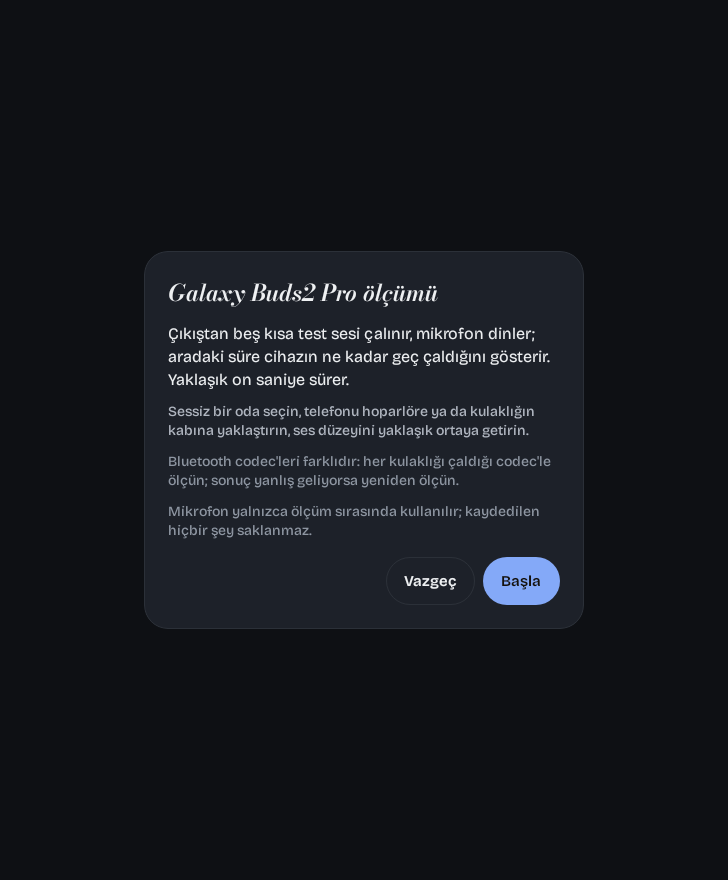 Galaxy Buds2 Pro ölçümü
Çıkıştan beş kısa test sesi çalınır, mikrofon dinler;
aradaki süre cihazın ne kadar geç çaldığını gösterir.
Yaklaşık on saniye sürer.
Sessiz bir oda seçin, telefonu hoparlöre ya da kulaklığın
kabına yaklaştırın, ses düzeyini yaklaşık ortaya getirin.
Bluetooth codec'leri farklıdır: her kulaklığı çaldığı codec'le
ölçün; sonuç yanlış geliyorsa yeniden ölçün.
Mikrofon yalnızca ölçüm sırasında kullanılır; kaydedilen
hiçbir şey saklanmaz.
Vazgeç
Başla